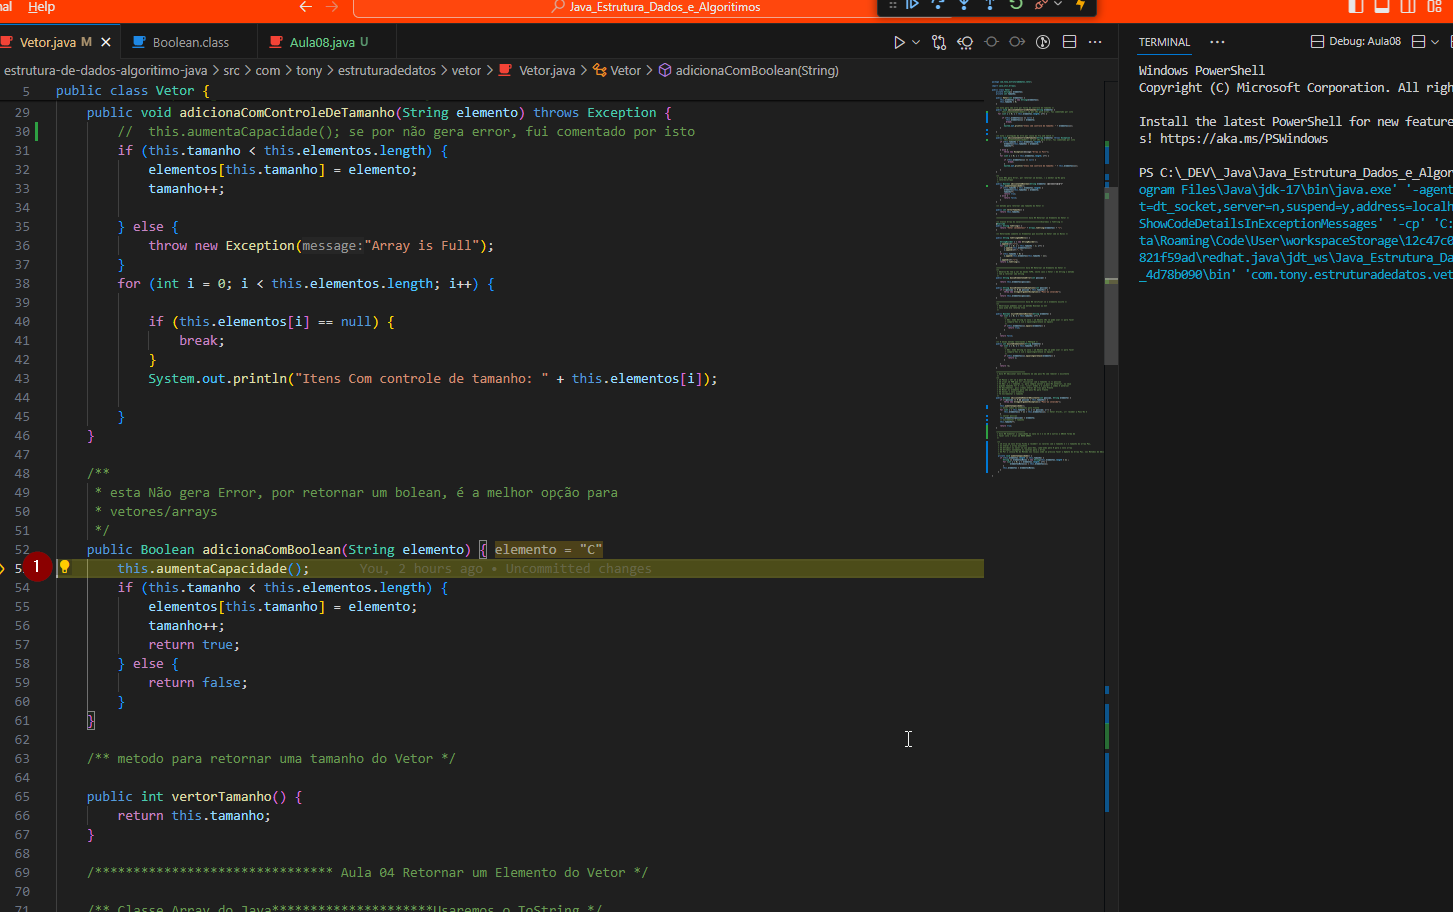 nal Help
Java_Estrutura_Dados_e_Algoritimos
Vetor.java M
Boolean.class
Aula08.java U
estrutura-de-dados-algoritimo-java > src > com > tony > estruturadedatos > vetor > Vetor.java > Vetor > adicionaComBoolean(String)
5 public class Vetor {
29 public void adicionaComControleDeTamanho(String elemento) throws Exception {
30 //  this.aumentaCapacidade(); se por não gera error, fui comentado por isto
31 if (this.tamanho < this.elementos.length) {
32 elementos[this.tamanho] = elemento;
33 tamanho++;
34
35 } else {
36 throw new Exception(message:"Array is Full");
37 }
38 for (int i = 0; i < this.elementos.length; i++) {
39
40 if (this.elementos[i] == null) {
41 break;
42 }
43 System.out.println("Itens Com controle de tamanho: " + this.elementos[i]);
44
45 }
46 }
47
48 /**
49 * esta Não gera Error, por retornar um bolean, é a melhor opção para
50 * vetores/arrays
51 */
52 public Boolean adicionaComBoolean(String elemento) { elemento = "C"
5 1 this.aumentaCapacidade(); You, 2 hours ago • Uncommitted changes
54 if (this.tamanho < this.elementos.length) {
55 elementos[this.tamanho] = elemento;
56 tamanho++;
57 return true;
58 } else {
59 return false;
60 }
61 }
62
63 /** metodo para retornar uma tamanho do Vetor */
64
65 public int vertorTamanho() {
66 return this.tamanho;
67 }
68
69 /******************************* Aula 04 Retornar um Elemento do Vetor */
70
71 /** Classe Array do Java*********************Usaremos o ToString */
TERMINAL
Debug: Aula08
Windows PowerShell
Copyright (C) Microsoft Corporation. All righ
Install the latest PowerShell for new feature
s! https://aka.ms/PSWindows
PS C:\_DEV\_Java\Java_Estrutura_Dados_e_Algor
ogram Files\Java\jdk-17\bin\java.exe' '-agent
t=dt_socket,server=n,suspend=y,address=localh
ShowCodeDetailsInExceptionMessages' '-cp' 'C:
ta\Roaming\Code\User\workspaceStorage\12c47c0
821f59ad\redhat.java\jdt_ws\Java_Estrutura_Da
_4d78b090\bin' 'com.tony.estruturadedatos.vet